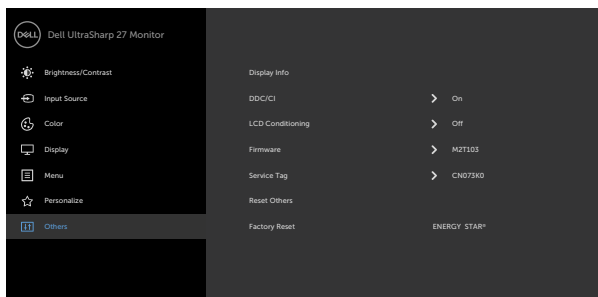 DELL Dell UltraSharp 27 Monitor
Brightness/Contrast Display Info
Input Source DDC/CI On
Color LCD Conditioning Off
Display Firmware M2T103
Menu Service Tag CN073K0
Personalize Reset Others
Others Factory Reset ENERGY STAR®